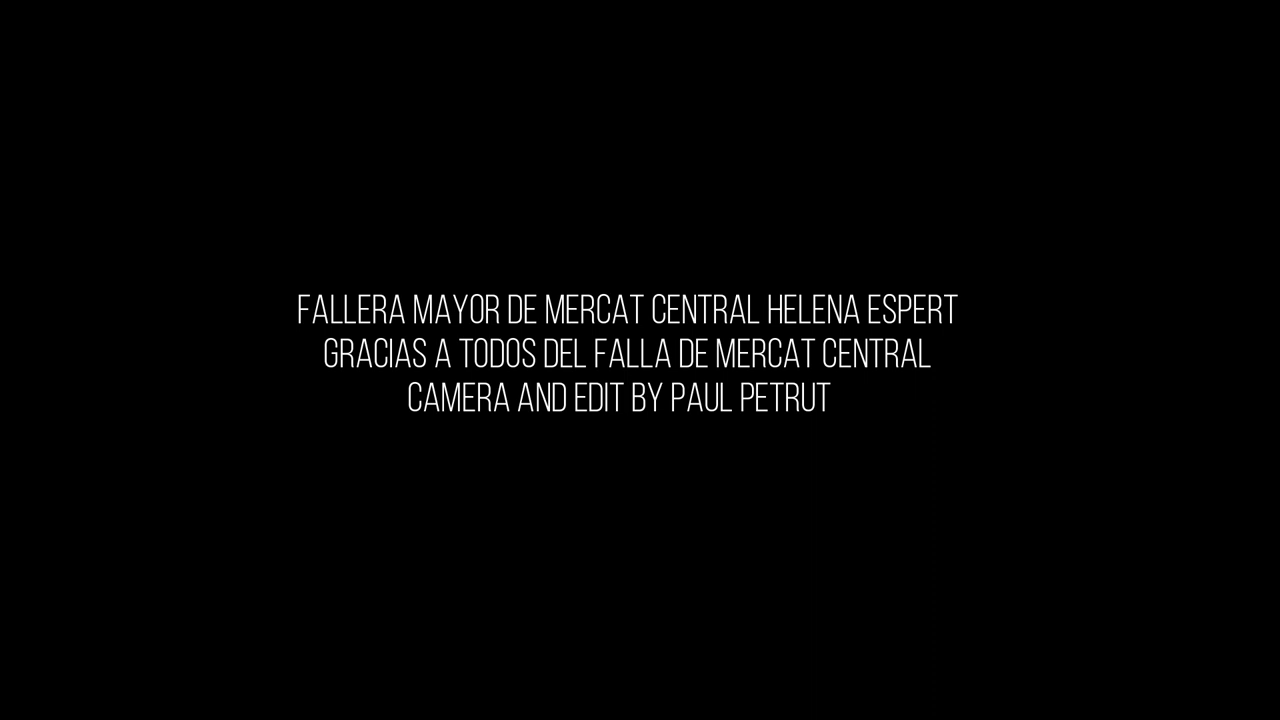 FALLERA MAYOR DE MERCAT CENTRAL HELENA ESPERT
GRACIAS A TODOS DEL FALLA DE MERCAT CENTRAL
CAMERA AND EDIT BY PAUL PETRUT